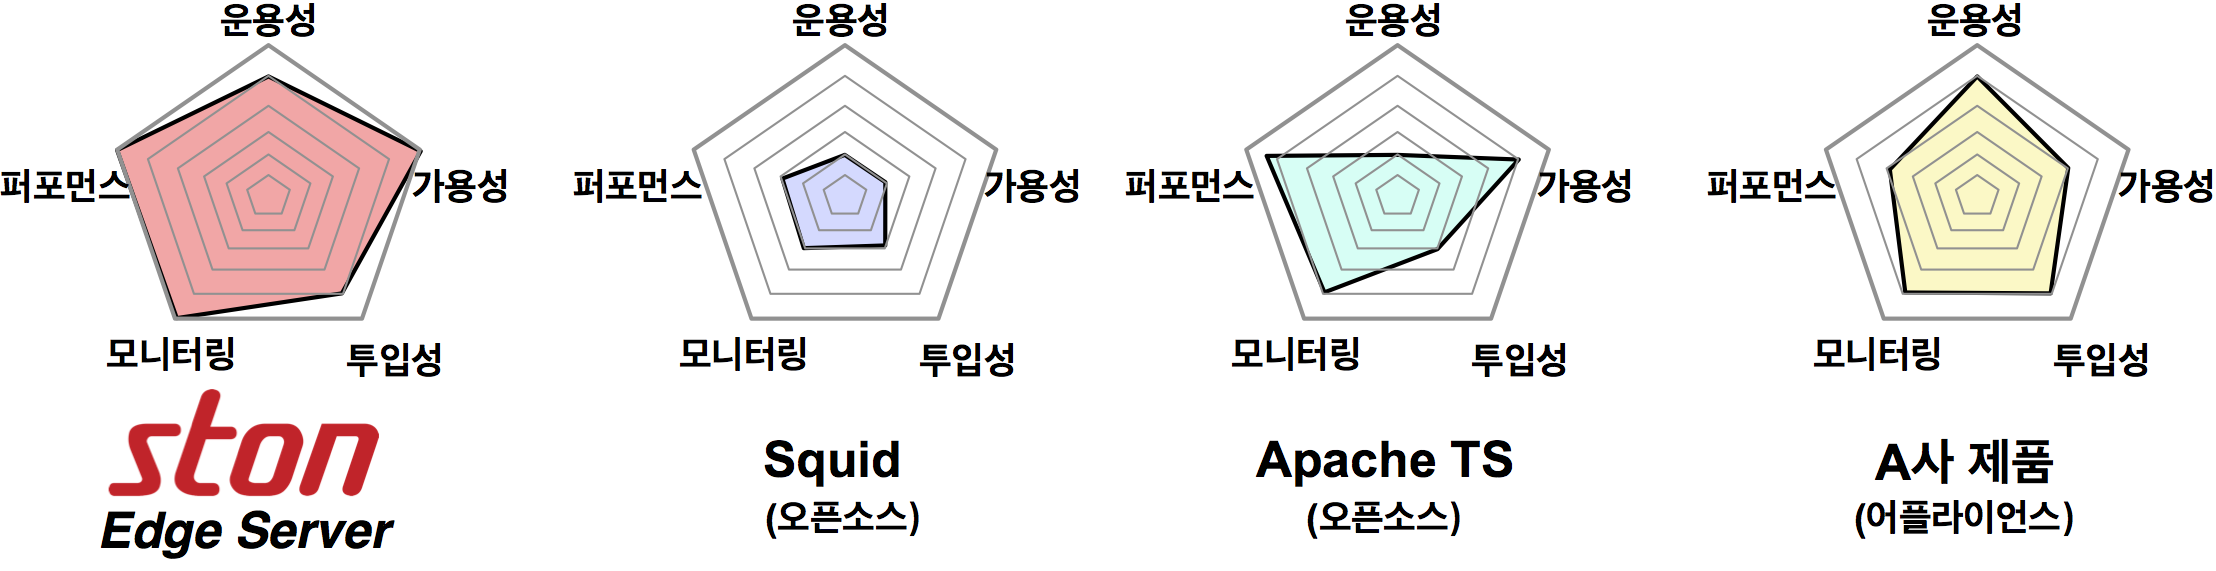 운용성
퍼포먼스
가용성
모니터링
투입성
ston
Edge Server
운용성
퍼포먼스
가용성
모니터링
투입성
Squid
(오픈소스)
운용성
퍼포먼스
가용성
모니터링
투입성
Apache TS
(오픈소스)
운용성
퍼포먼스
가용성
모니터링
투입성
A사 제품
(어플라이언스)